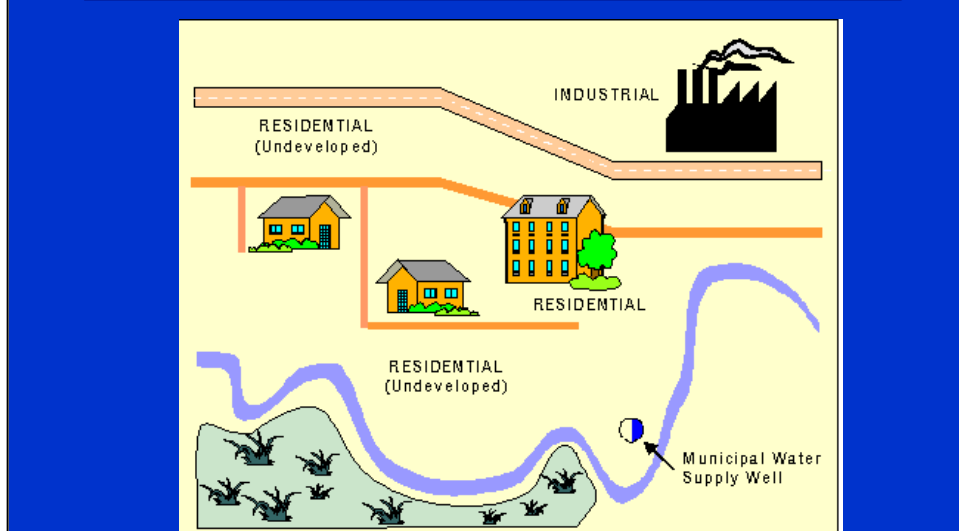 INDUSTRIAL
RESIDENTIAL
(Undeveloped)
RESIDENTIAL
RESIDENTIAL
(Undeveloped)
Municipal Water
Supply Well